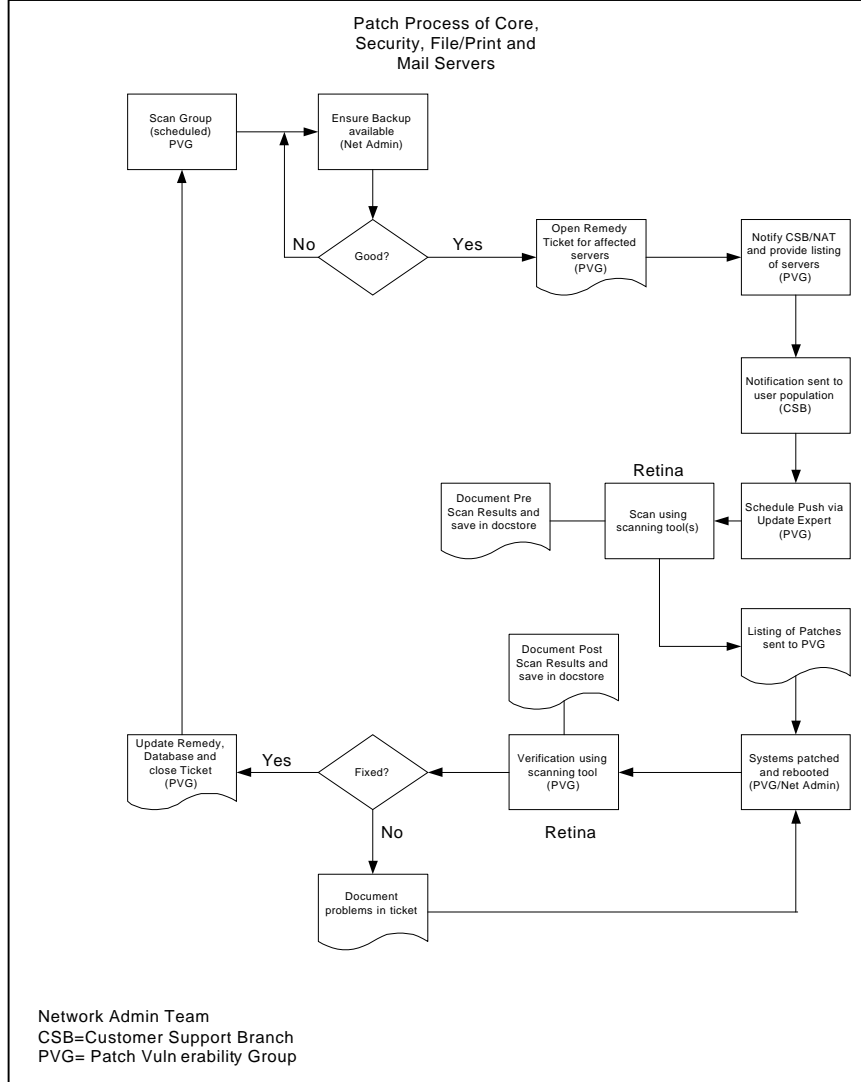 Patch Process of Core,
Security, File/Print and
Mail Servers
Scan Group
(scheduled)
PVG
Ensure Backup
available
(Net Admin)
No
Good?
Yes
Open Remedy
Ticket for affected
servers
(PVG)
Notify CSB/NAT
and provide listing
of servers
(PVG)
Notification sent to
user population
(CSB)
Retina
Document Pre
Scan Results and
save in docstore
Scan using
scanning tool(s)
Schedule Push via
Update Expert
(PVG)
Listing of Patches
sent to PVG
Document Post
Scan Results and
save in docstore
Update Remedy,
Database and
close Ticket
(PVG)
Yes
Fixed?
Verification using
scanning tool
(PVG)
Systems patched
and rebooted
(PVG/Net Admin)
No
Retina
Document
problems in ticket
Network Admin Team
CSB=Customer Support Branch
PVG= Patch Vuln erability Group